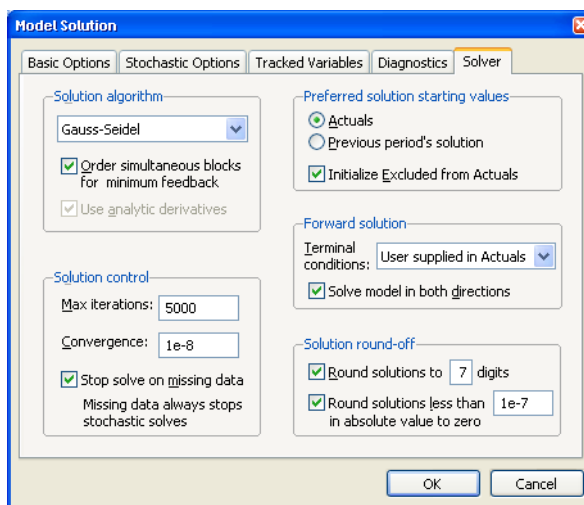 Model Solution
Basic Options
Stochastic Options
Tracked Variables
Diagnostics
Solver
Solution algorithm
Gauss-Seidel
Order simultaneous blocks
for minimum feedback
Use analytic derivatives
Solution control
Max iterations: 5000
Convergence: 1e-8
Stop solve on missing data
Missing data always stops
stochastic solves
Preferred solution starting values
Actuals
Previous period's solution
Initialize Excluded from Actuals
Forward solution
Terminal
conditions: User supplied in Actuals
Solve model in both directions
Solution round-off
Round solutions to 7 digits
Round solutions less than 1e-7
in absolute value to zero
OK
Cancel